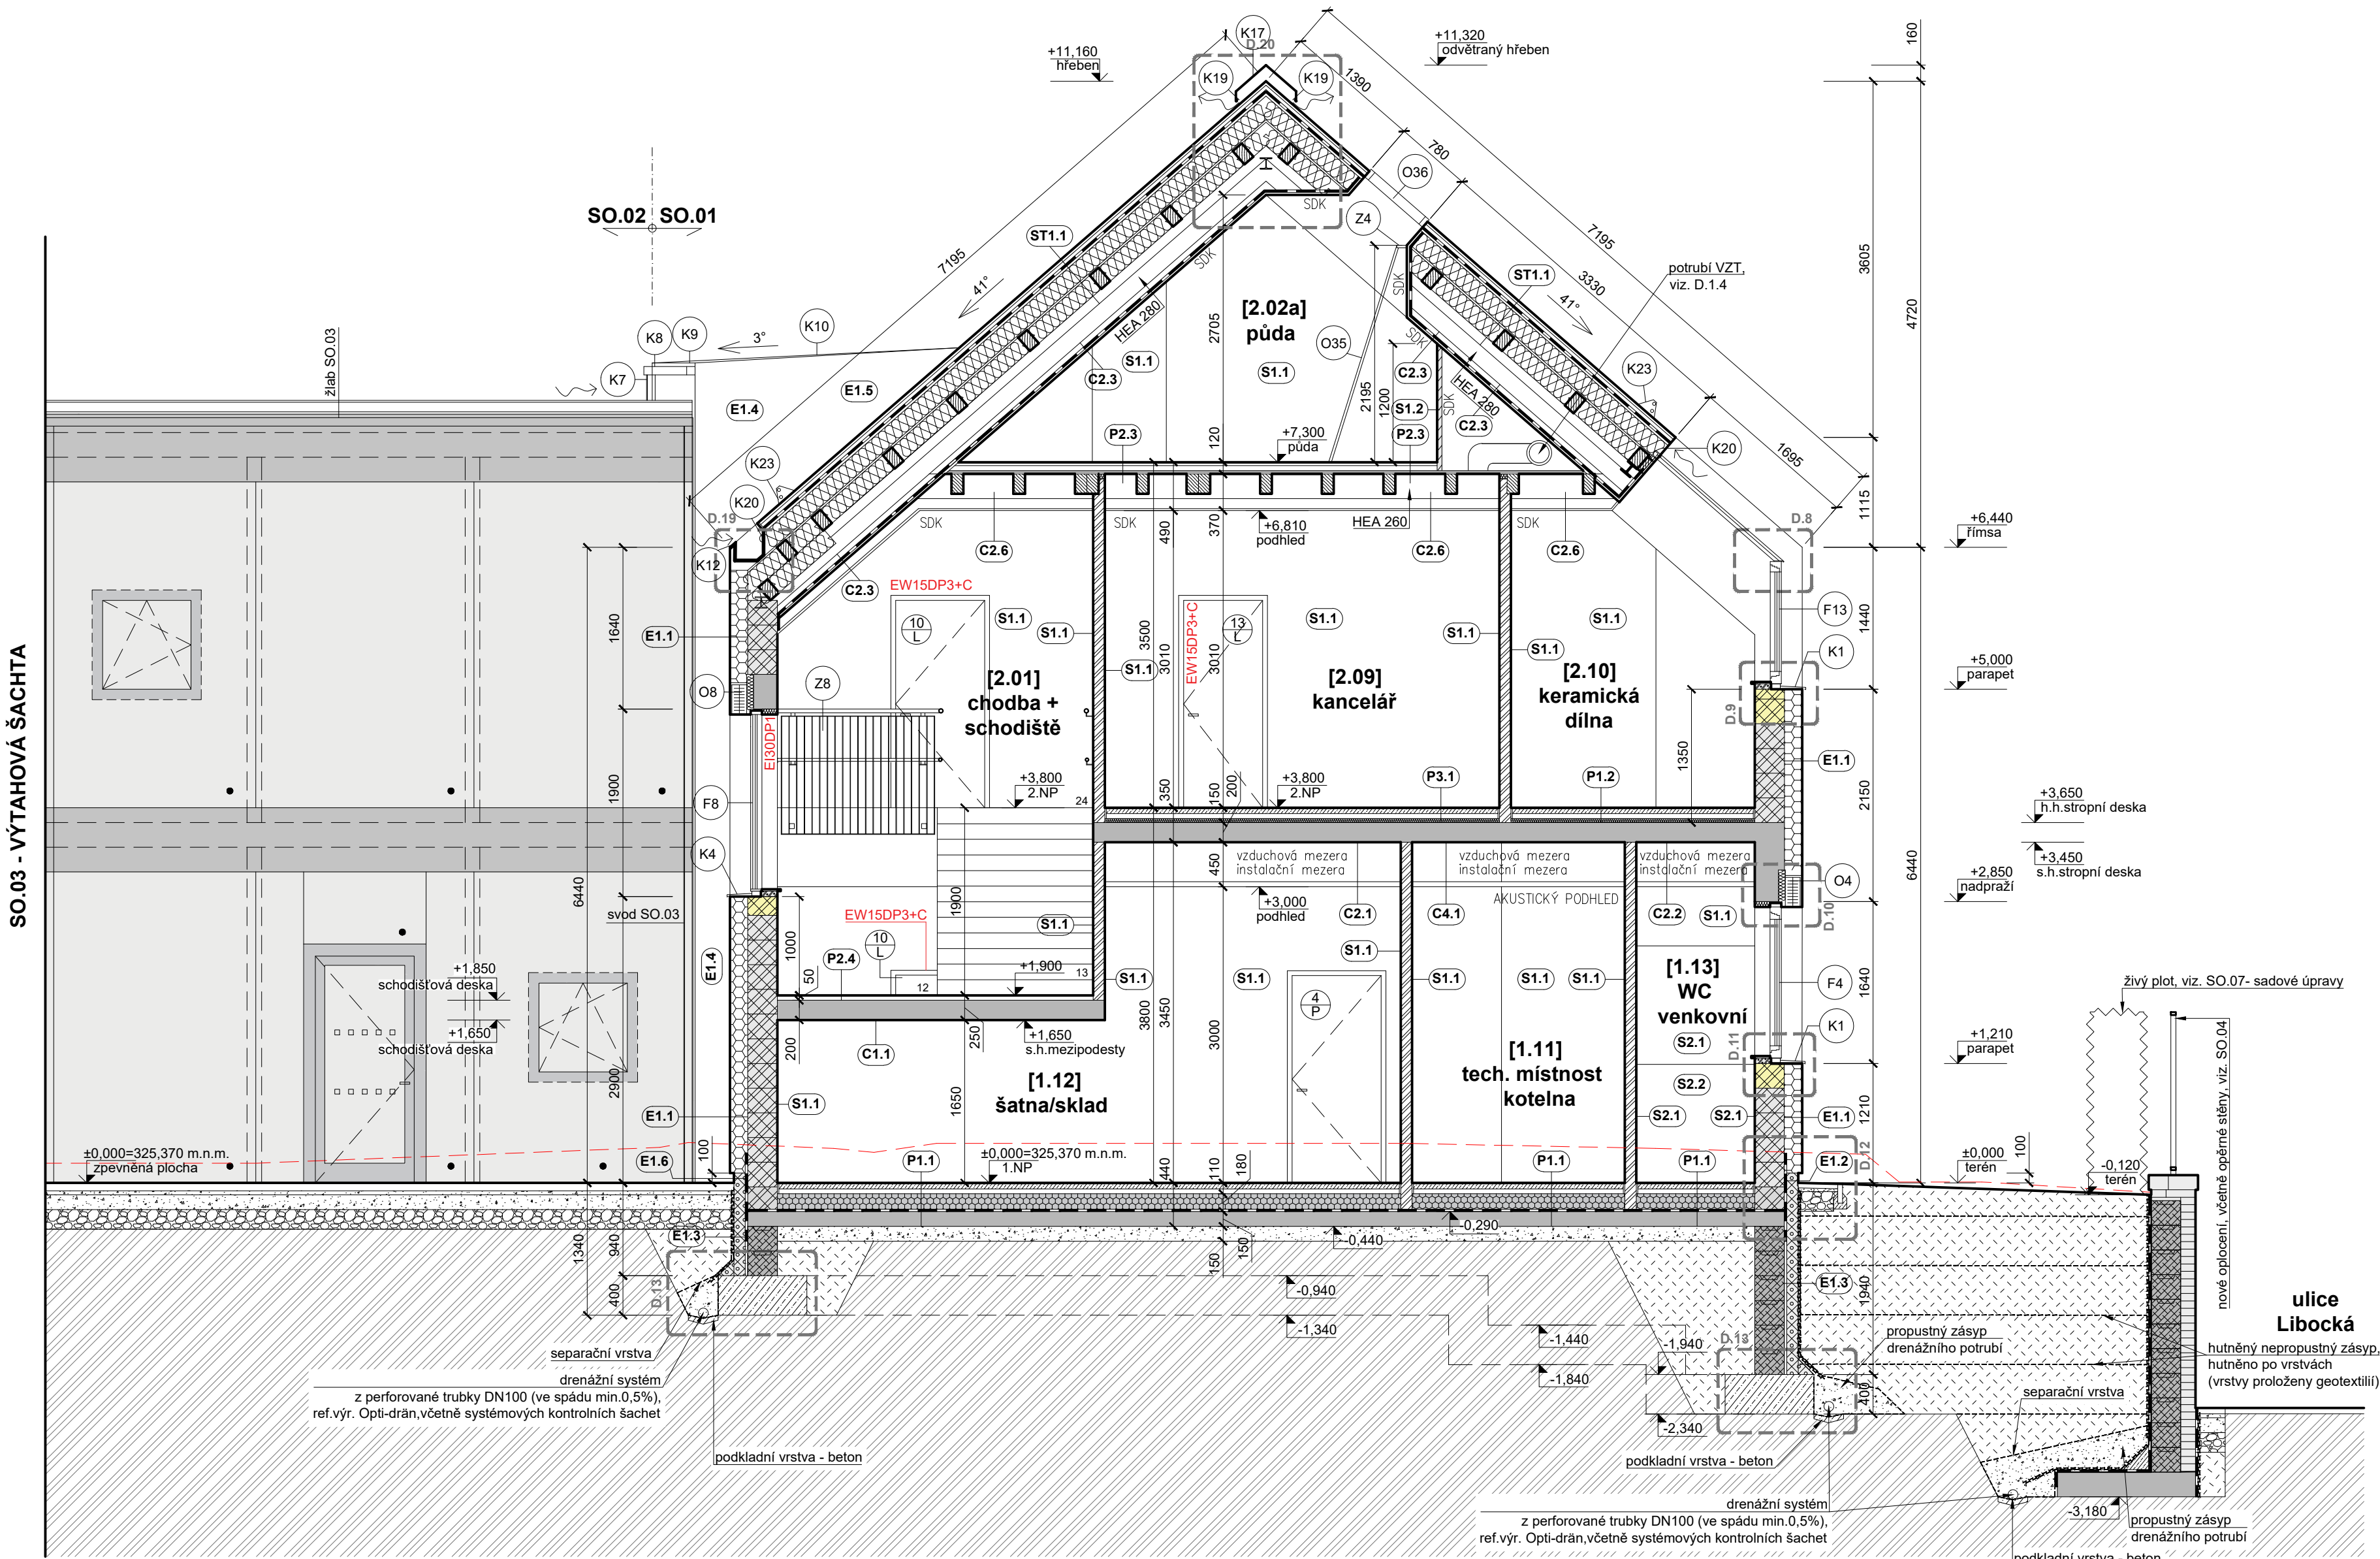 +11,160
hřeben
K17
D.20
K19
K19
+11,320
odvětraný hřeben
160
1390
780
O36
SO.02
SO.01
7195
ST1.1
41°
SDK
Z4
7195
3605
4720
potrubí VZT,
viz. D.1.4
ST1.1
41°
3330
[2.02a]
půda
2705
SDK
SDK
HEA 280
žlab SO.03
K8
K9
3°
K10
K7
E1.4
E1.5
S1.1
C2.3
S1.1
O35
2195
1200
C2.3
S1.2
SDK
HEA 280
C2.3
K23
P2.3
120
+7,300
půda
P2.3
K20
1695
1115
K23
K20
D.19
K12
SDK
C2.6
SDK
490
370
+6,810
podhled
HEA 260
C2.6
SDK
C2.6
D.8
+6,440
římsa
C2.3
EW15DP3+C
10
L
S1.1
S1.1
S1.1
3500
3010
EW15DP3+C
3010
13
L
S1.1
S1.1
S1.1
S1.1
F13
1440
K1
+5,000
parapet
1640
E1.1
O8
Z8
[2.01]
chodba +
schodiště
[2.09]
kancelář
[2.10]
keramická
dílna
D.9
EI30DP1
1350
E1.1
2150
SO.03 - VÝTAHOVÁ ŠACHTA
1900
F8
+3,800
2.NP
24
350
150
200
+3,800
2.NP
P3.1
P1.2
+3,650
h.h.stropní deska
+3,450
s.h.stropní deska
K4
6440
vzduchová mezera
instalační mezera
vzduchová mezera
instalační mezera
vzduchová mezera
instalační mezera
450
AKUSTICKÝ PODHLED
+3,000
podhled
C2.1
C4.1
C2.2
S1.1
O4
D.10
+2,850
nadpraží
6440
svod SO.03
1900
EW15DP3+C
10
L
S1.1
S1.1
1000
50
P2.4
12
+1,900
13
S1.1
S1.1
S1.1
S1.1
S1.1
[1.13]
WC
venkovní
F4
1640
E1.4
+1,850
schodišťová deska
+1,650
schodišťová deska
4
P
živý plot, viz. SO.07- sadové úpravy
200
C1.1
250
+1,650
s.h.mezipodesty
3800
3450
3000
K1
D.11
+1,210
parapet
S2.1
S2.2
2900
[1.12]
šatna/sklad
[1.11]
tech. místnost
kotelna
1650
E1.1
S1.1
S2.1
S2.1
E1.1
1210
nové oplocení, včetně opěrné stěny, viz. SO.04
±0,000=325,370 m.n.m.
zpevněná plocha
100
E1.6
P1.1
±0,000=325,370 m.n.m.
1.NP
440
110
180
P1.1
P1.1
E1.2
D.12
±0,000
terén
100
-0,120
terén
1340
940
E1.3
150
150
-0,440
-0,290
E1.3
1940
400
D.13
-0,940
-1,340
-1,440
-1,840
-1,940
D.13
propustný zásyp
drenážního potrubí
ulice
Libocká
hutněný nepropustný zásyp,
hutněno po vrstvách
(vrstvy proloženy geotextilií)
separační vrstva
drenážní systém
z perforované trubky DN100 (ve spádu min.0,5%),
ref.výr. Opti-drän,včetně systémových kontrolních šachet
400
separační vrstva
-2,340
podkladní vrstva - beton
podkladní vrstva - beton
drenážní systém
z perforované trubky DN100 (ve spádu min.0,5%),
ref.výr. Opti-drän,včetně systémových kontrolních šachet
-3,180
propustný zásyp
drenážního potrubí
podkladní vrstva - beton